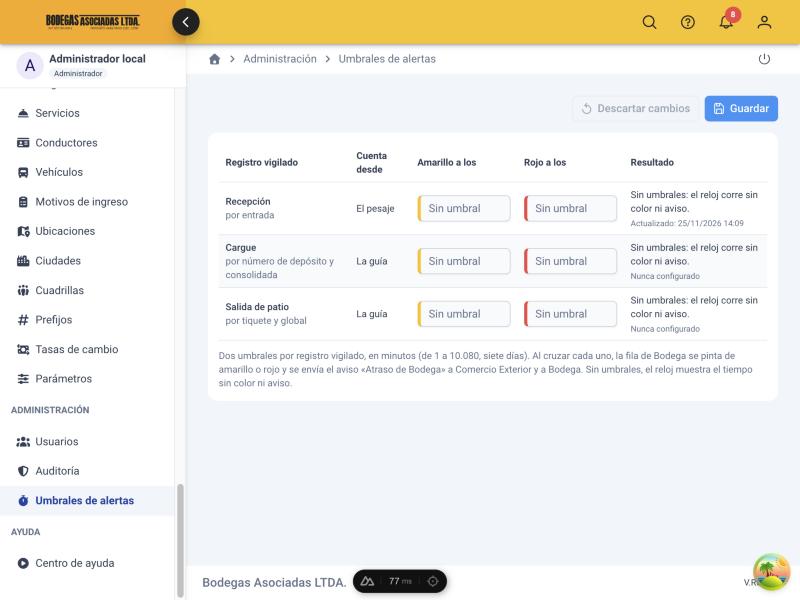 BODEGAS ASOCIADAS LTDA.
8
A
Administrador local
Administrador
Administración
Umbrales de alertas
Servicios
Conductores
Vehículos
Motivos de ingreso
Ubicaciones
Ciudades
Cuadrillas
Prefijos
Tasas de cambio
Parámetros
ADMINISTRACIÓN
Usuarios
Auditoría
Umbrales de alertas
AYUDA
Centro de ayuda
Descartar cambios
Guardar
Registro vigilado
Cuenta desde
Amarillo a los
Rojo a los
Resultado
Recepción
por entrada
El pesaje
Sin umbral
Sin umbral
Sin umbrales: el reloj corre sin
color ni aviso.
Actualizado: 25/11/2026 14:09
Cargue
por número de depósito y
consolidada
La guía
Sin umbral
Sin umbral
Sin umbrales: el reloj corre sin
color ni aviso.
Nunca configurado
Salida de patio
por tiquete y global
La guía
Sin umbral
Sin umbral
Sin umbrales: el reloj corre sin
color ni aviso.
Nunca configurado
Dos umbrales por registro vigilado, en minutos (de 1 a 10.080, siete días). Al cruzar cada uno, la fila de Bodega se pinta de
amarillo o rojo y se envía el aviso «Atraso de Bodega» a Comercio Exterior y a Bodega. Sin umbrales, el reloj muestra el tiempo
sin color ni aviso.
Bodegas Asociadas LTDA.
77 ms